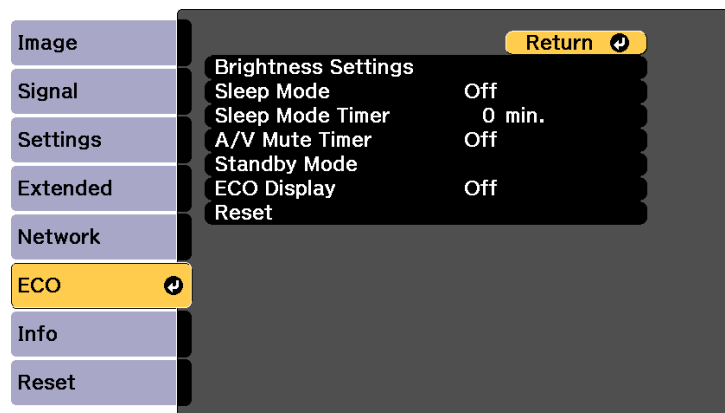 Image
Signal
Settings
Extended
Network
ECO
Info
Reset
Return
Brightness Settings
Sleep Mode Off
Sleep Mode Timer 0 min.
A/V Mute Timer Off
Standby Mode
ECO Display Off
Reset